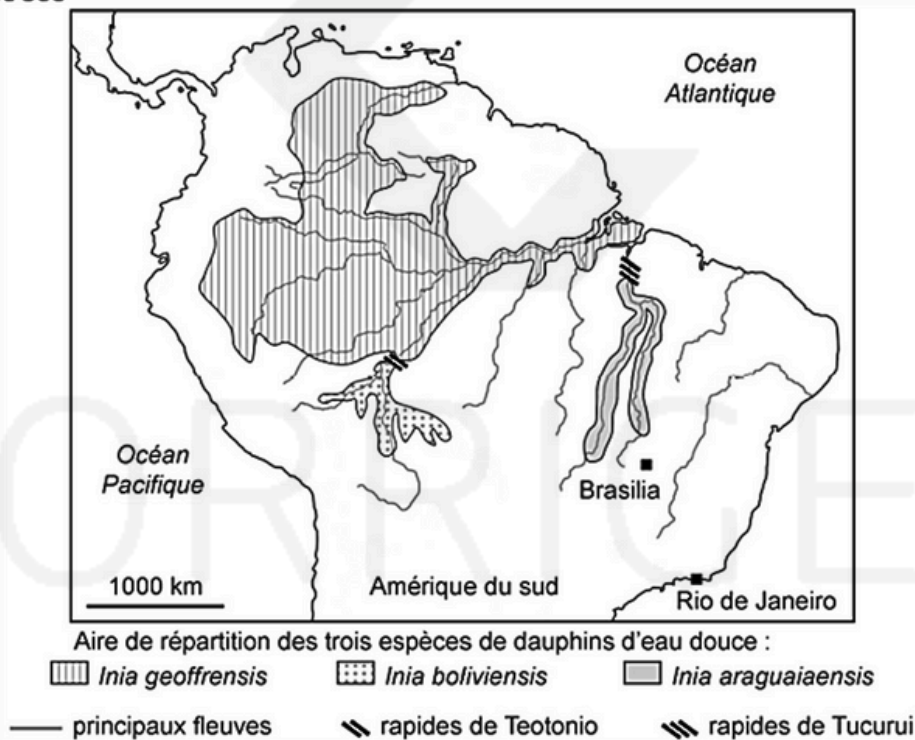 Océan
Atlantique
Océan
Pacifique
Brasilia
1000 km
Amérique du sud
Rio de Janeiro
Aire de répartition des trois espèces de dauphins d'eau douce :
Inia geoffrensis Inia boliviensis Inia araguaiaensis
principaux fleuves rapides de Teotonio rapides de Tucurui